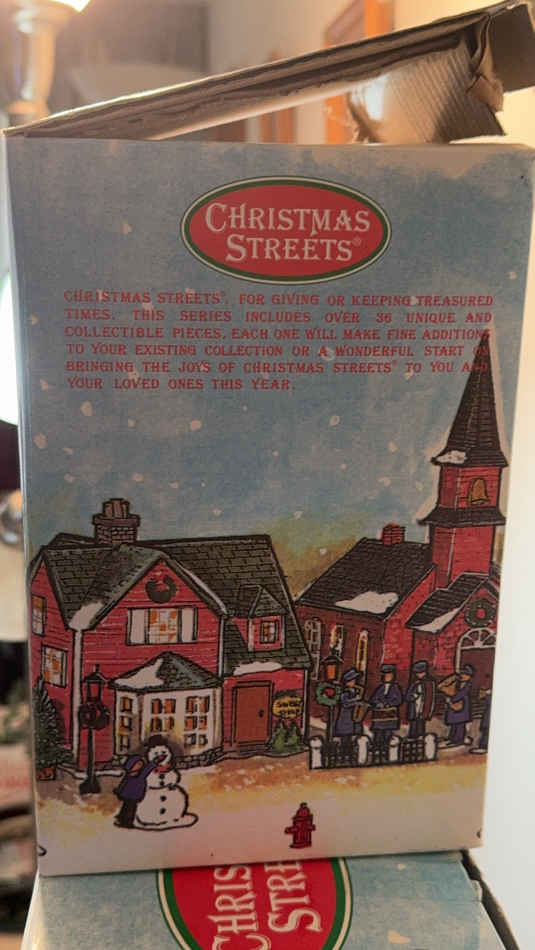 CHRISTMAS
STREETS®
CHRISTMAS STREETS®, FOR GIVING OR KEEPING TREASURED
TIMES. THIS SERIES INCLUDES OVER 36 UNIQUE AND
COLLECTIBLE PIECES. EACH ONE WILL MAKE FINE ADDITIONS
TO YOUR EXISTING COLLECTION OR A WONDERFUL START
BRINGING THE JOYS OF CHRISTMAS STREETS® TO YOU AND
YOUR LOVED ONES THIS YEAR.
CHRIS
STRE